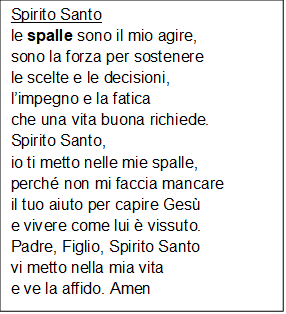 Spirito Santo
le spalle sono il mio agire,
sono la forza per sostenere
le scelte e le decisioni,
l'impegno e la fatica
che una vita buona richiede.
Spirito Santo,
io ti metto nelle mie spalle,
perché non mi faccia mancare
il tuo aiuto per capire Gesù
e vivere come lui è vissuto.
Padre, Figlio, Spirito Santo
vi metto nella mia vita
e ve la affido. Amen